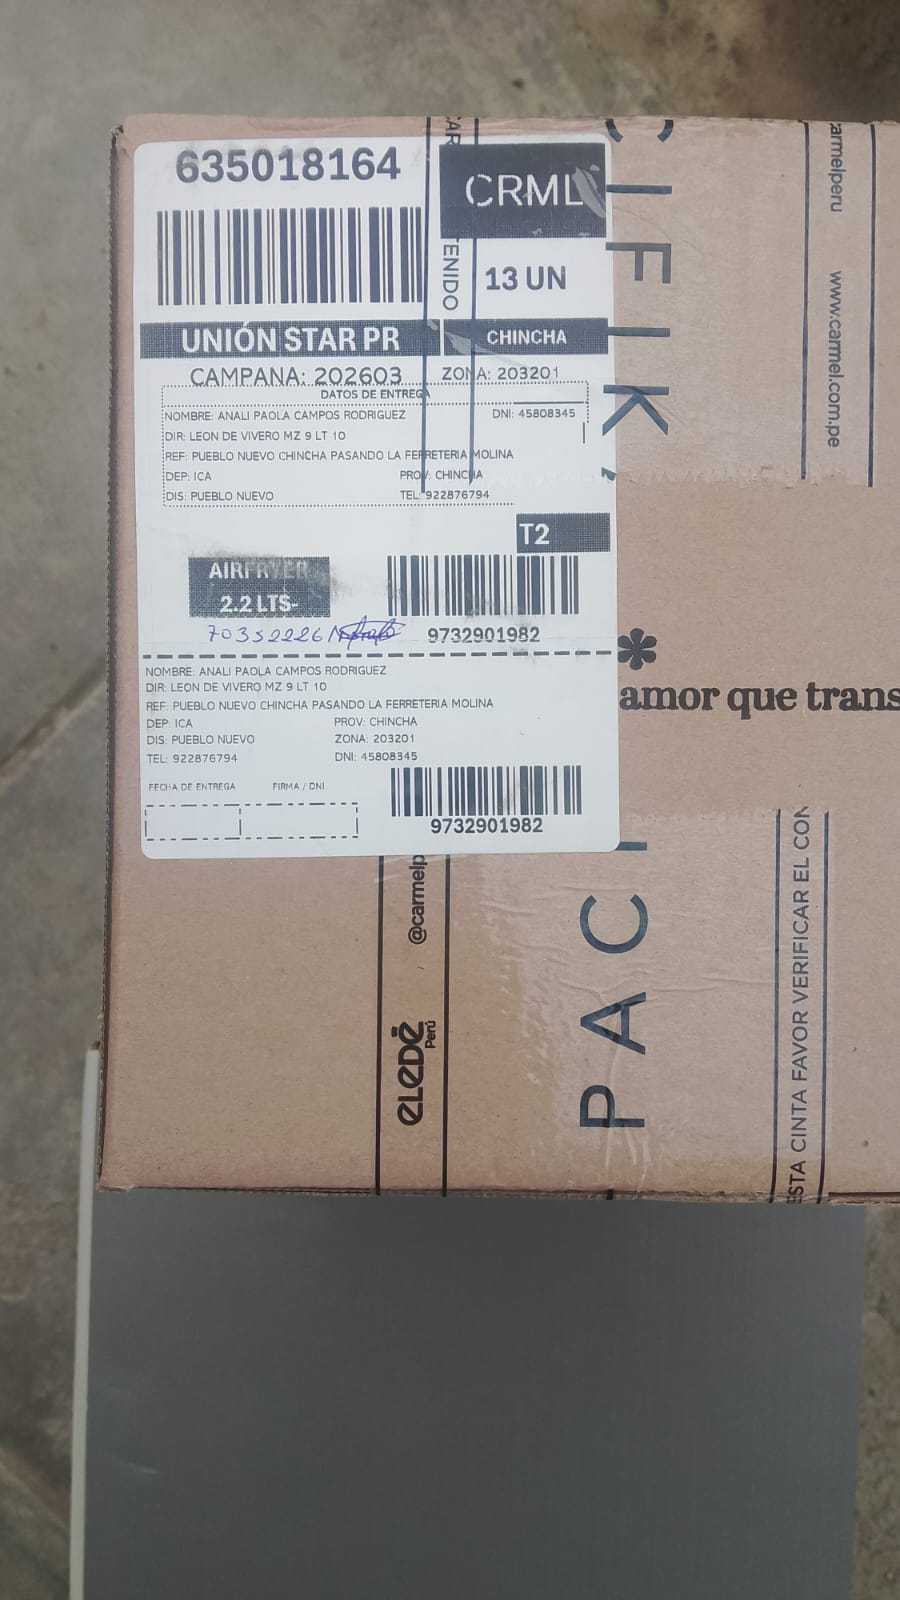 635018164
CRML
13 UN
TENIDO
UNIÓN STAR PR
CHINCHA
CAMPANA: 202603
ZONA: 203201
DATOS DE ENTREGA
NOMBRE: ANALI PAOLA CAMPOS RODRIGUEZ
DNI: 45808345
DIR: LEON DE VIVERO MZ 9 LT 10
REF: PUEBLO NUEVO CHINCHA PASANDO LA FERRETERIA MOLINA
DEP: ICA
PROV: CHINCHA
DIS: PUEBLO NUEVO
TEL: 922876794
T2
AIRFRYER
2.2 LTS-
70352226
9732901982
NOMBRE: ANALI PAOLA CAMPOS RODRIGUEZ
DIR: LEON DE VIVERO MZ 9 LT 10
REF: PUEBLO NUEVO CHINCHA PASANDO LA FERRETERIA MOLINA
DEP: ICA
PROV: CHINCHA
DIS: PUEBLO NUEVO
ZONA: 203201
TEL: 922876794
DNI: 45808345
FECHA DE ENTREGA
FIRMA / DNI
9732901982
armelperu
www.carmel.com.pe
CIFIK,
amor que trans
@carmelp
eLeDë
Perú
PACI
ESTA CINTA FAVOR VERIFICAR EL CON